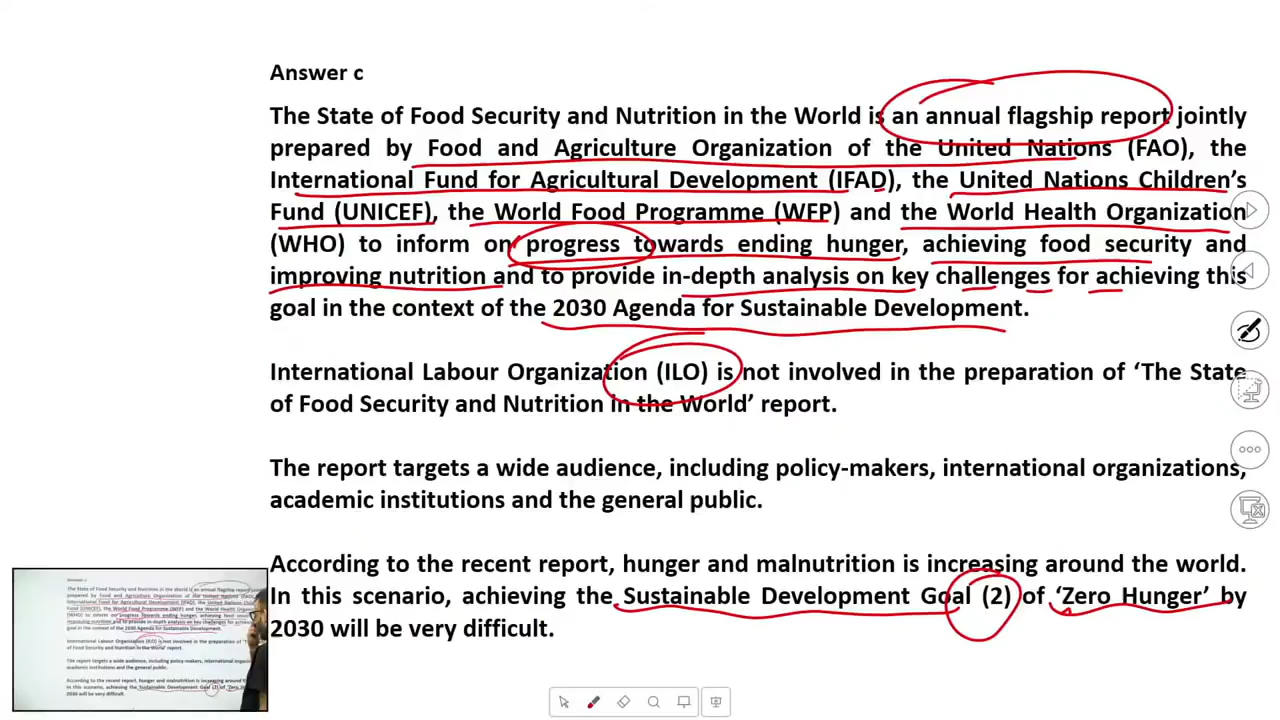 Answer c
The State of Food Security and Nutrition in the World is an annual flagship report jointly
prepared by Food and Agriculture Organization of the United Nations (FAO), the
International Fund for Agricultural Development (IFAD), the United Nations Children’s
Fund (UNICEF), the World Food Programme (WFP) and the World Health Organization
(WHO) to inform on progress towards ending hunger, achieving food security and
improving nutrition and to provide in-depth analysis on key challenges for achieving this
goal in the context of the 2030 Agenda for Sustainable Development.
International Labour Organization (ILO) is not involved in the preparation of ‘The State
of Food Security and Nutrition in the World’ report.
The report targets a wide audience, including policy-makers, international organizations,
academic institutions and the general public.
According to the recent report, hunger and malnutrition is increasing around the world.
In this scenario, achieving the Sustainable Development Goal (2) of ‘Zero Hunger’ by
2030 will be very difficult.